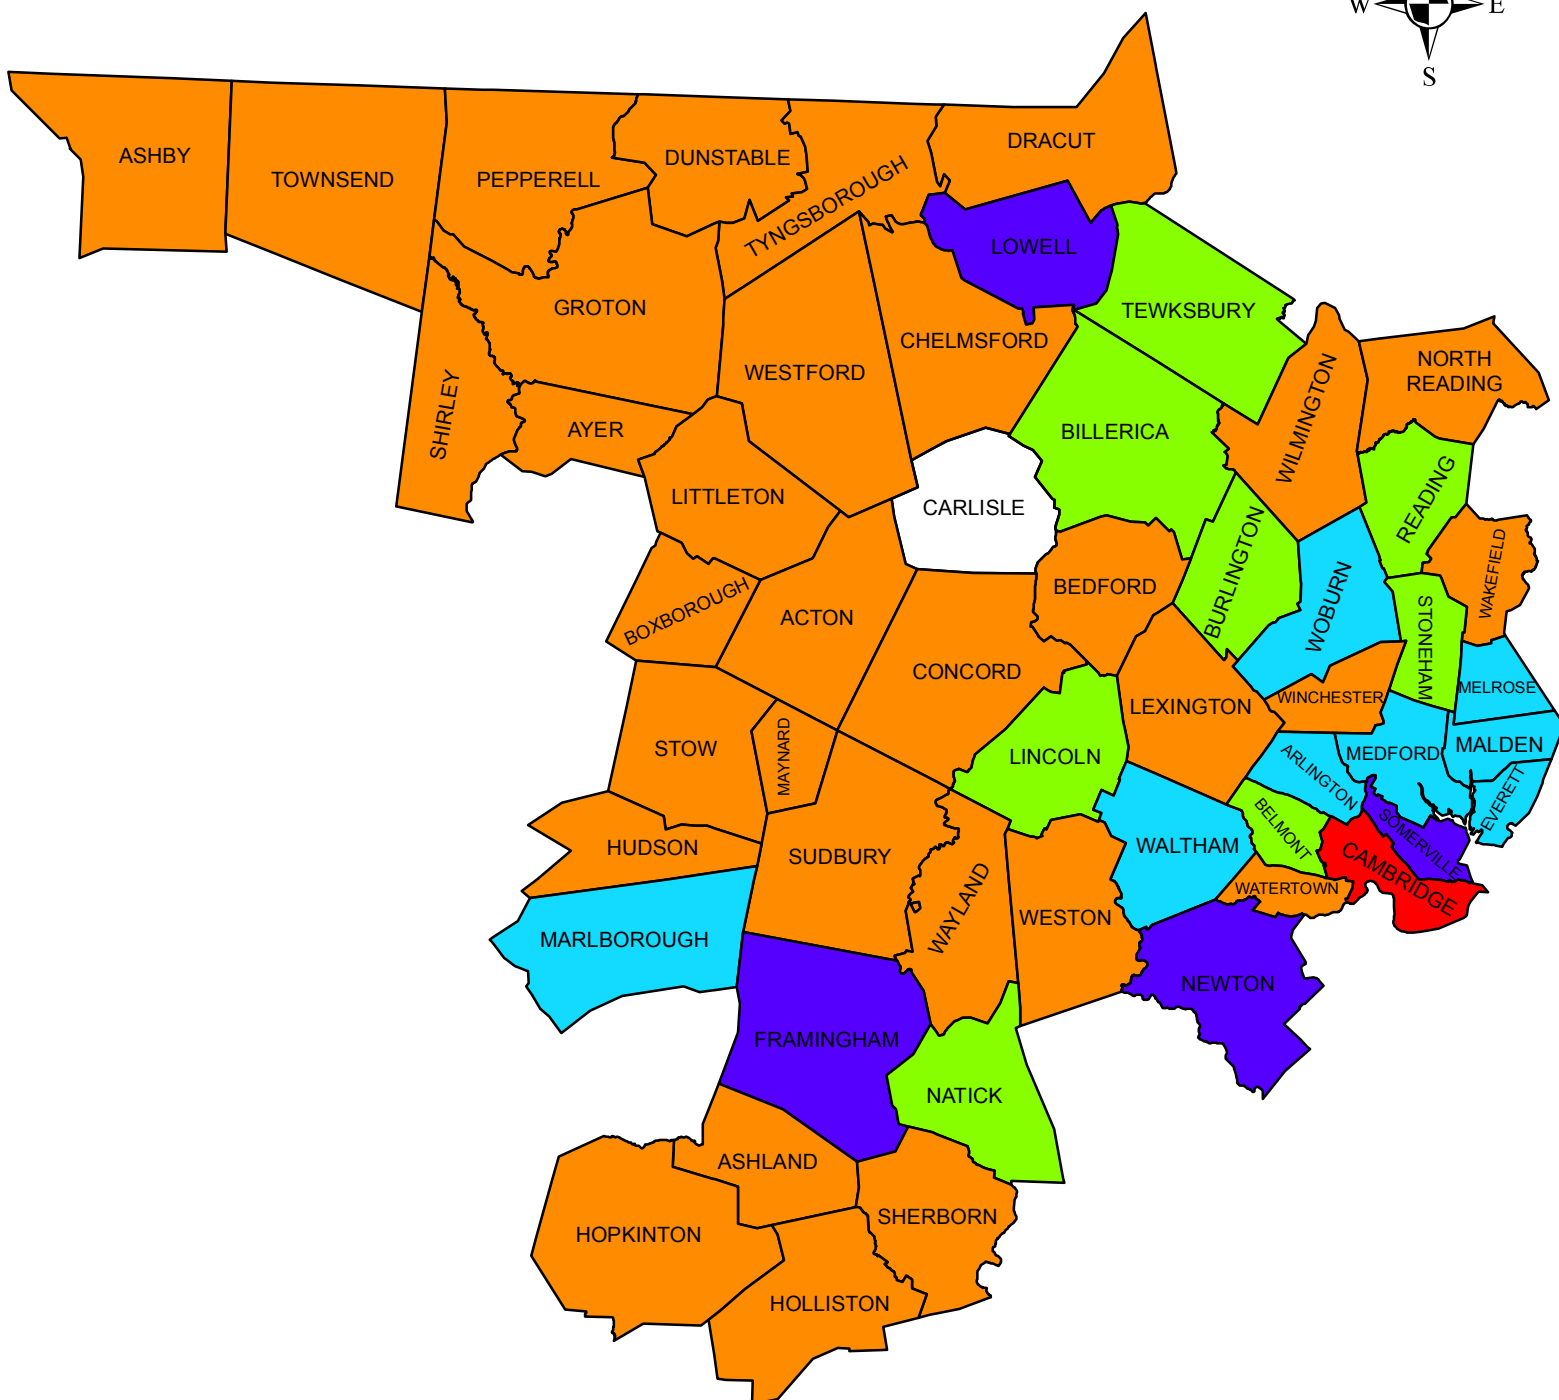 W
E
S
DRACUT
ASHBY
DUNSTABLE
TOWNSEND
PEPPERELL
TYNGSBOROUGH
LOWELL
GROTON
TEWKSBURY
CHELMSFORD
WESTFORD
NORTH
READING
WILMINGTON
SHIRLEY
AYER
BILLERICA
LITTLETON
READING
CARLISLE
WAKEFIELD
BURLINGTON
BEDFORD
WOBURN
BOXBOROUGH
ACTON
STONEHAM
CONCORD
MELROSE
WINCHESTER
LEXINGTON
STOW
MAYNARD
LINCOLN
MALDEN
MEDFORD
ARLINGTON
EVERETT
BELMONT
SOMERVILLE
HUDSON
SUDBURY
WALTHAM
CAMBRIDGE
WATERTOWN
WAYLAND
WESTON
MARLBOROUGH
NEWTON
FRAMINGHAM
NATICK
ASHLAND
SHERBORN
HOPKINTON
HOLLISTON